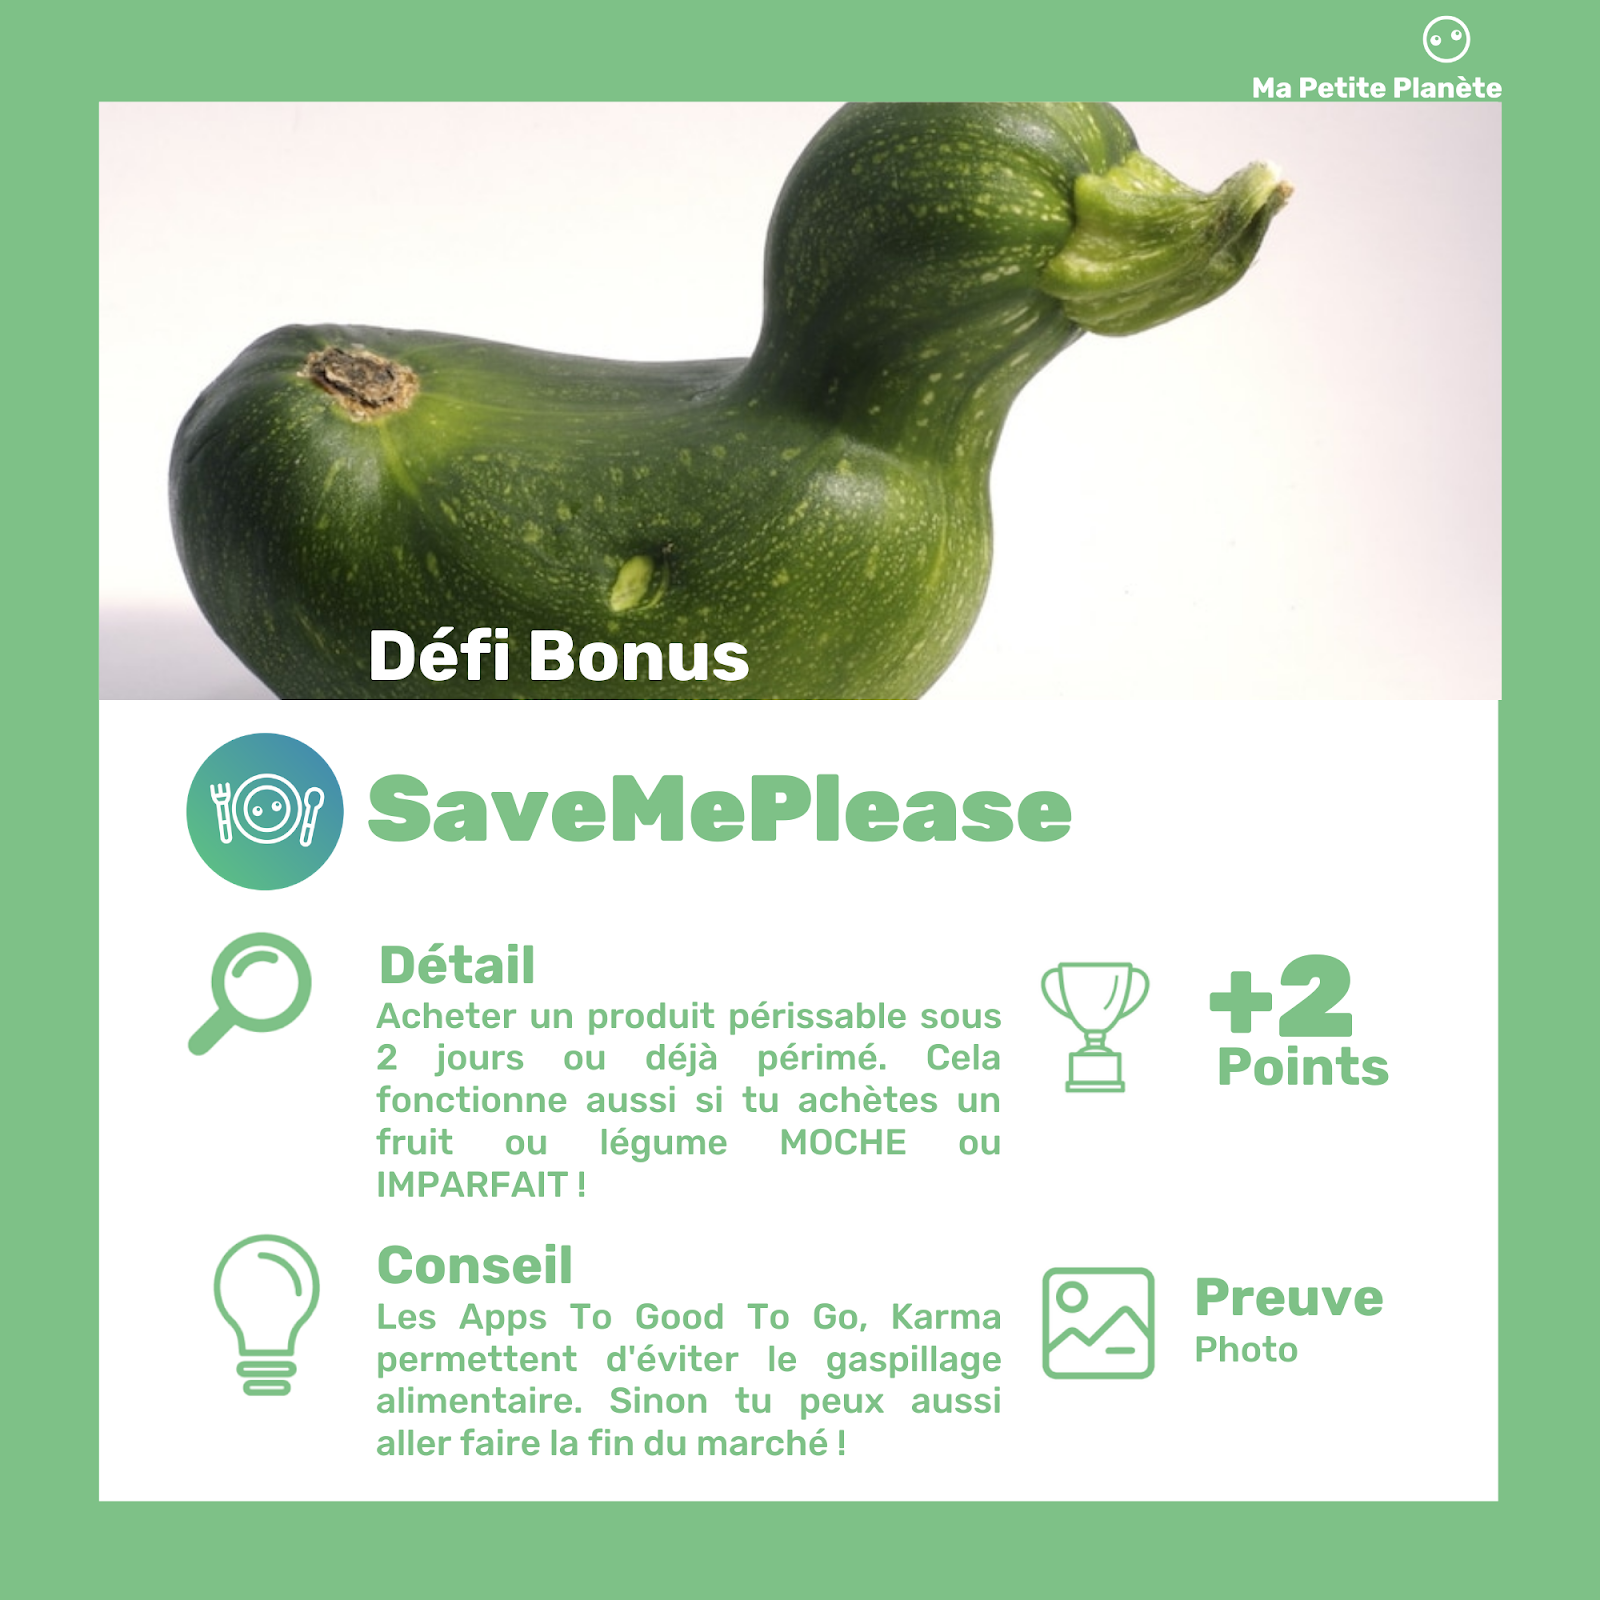 Ma Petite Planète
Défi Bonus
SaveMePlease
Détail
Acheter un produit périssable sous
2 jours ou déjà périmé. Cela
fonctionne aussi si tu achètes un
fruit ou légume MOCHE ou
IMPARFAIT !
+2
Points
Conseil
Les Apps To Good To Go, Karma
permettent d'éviter le gaspillage
alimentaire. Sinon tu peux aussi
aller faire la fin du marché !
Preuve
Photo